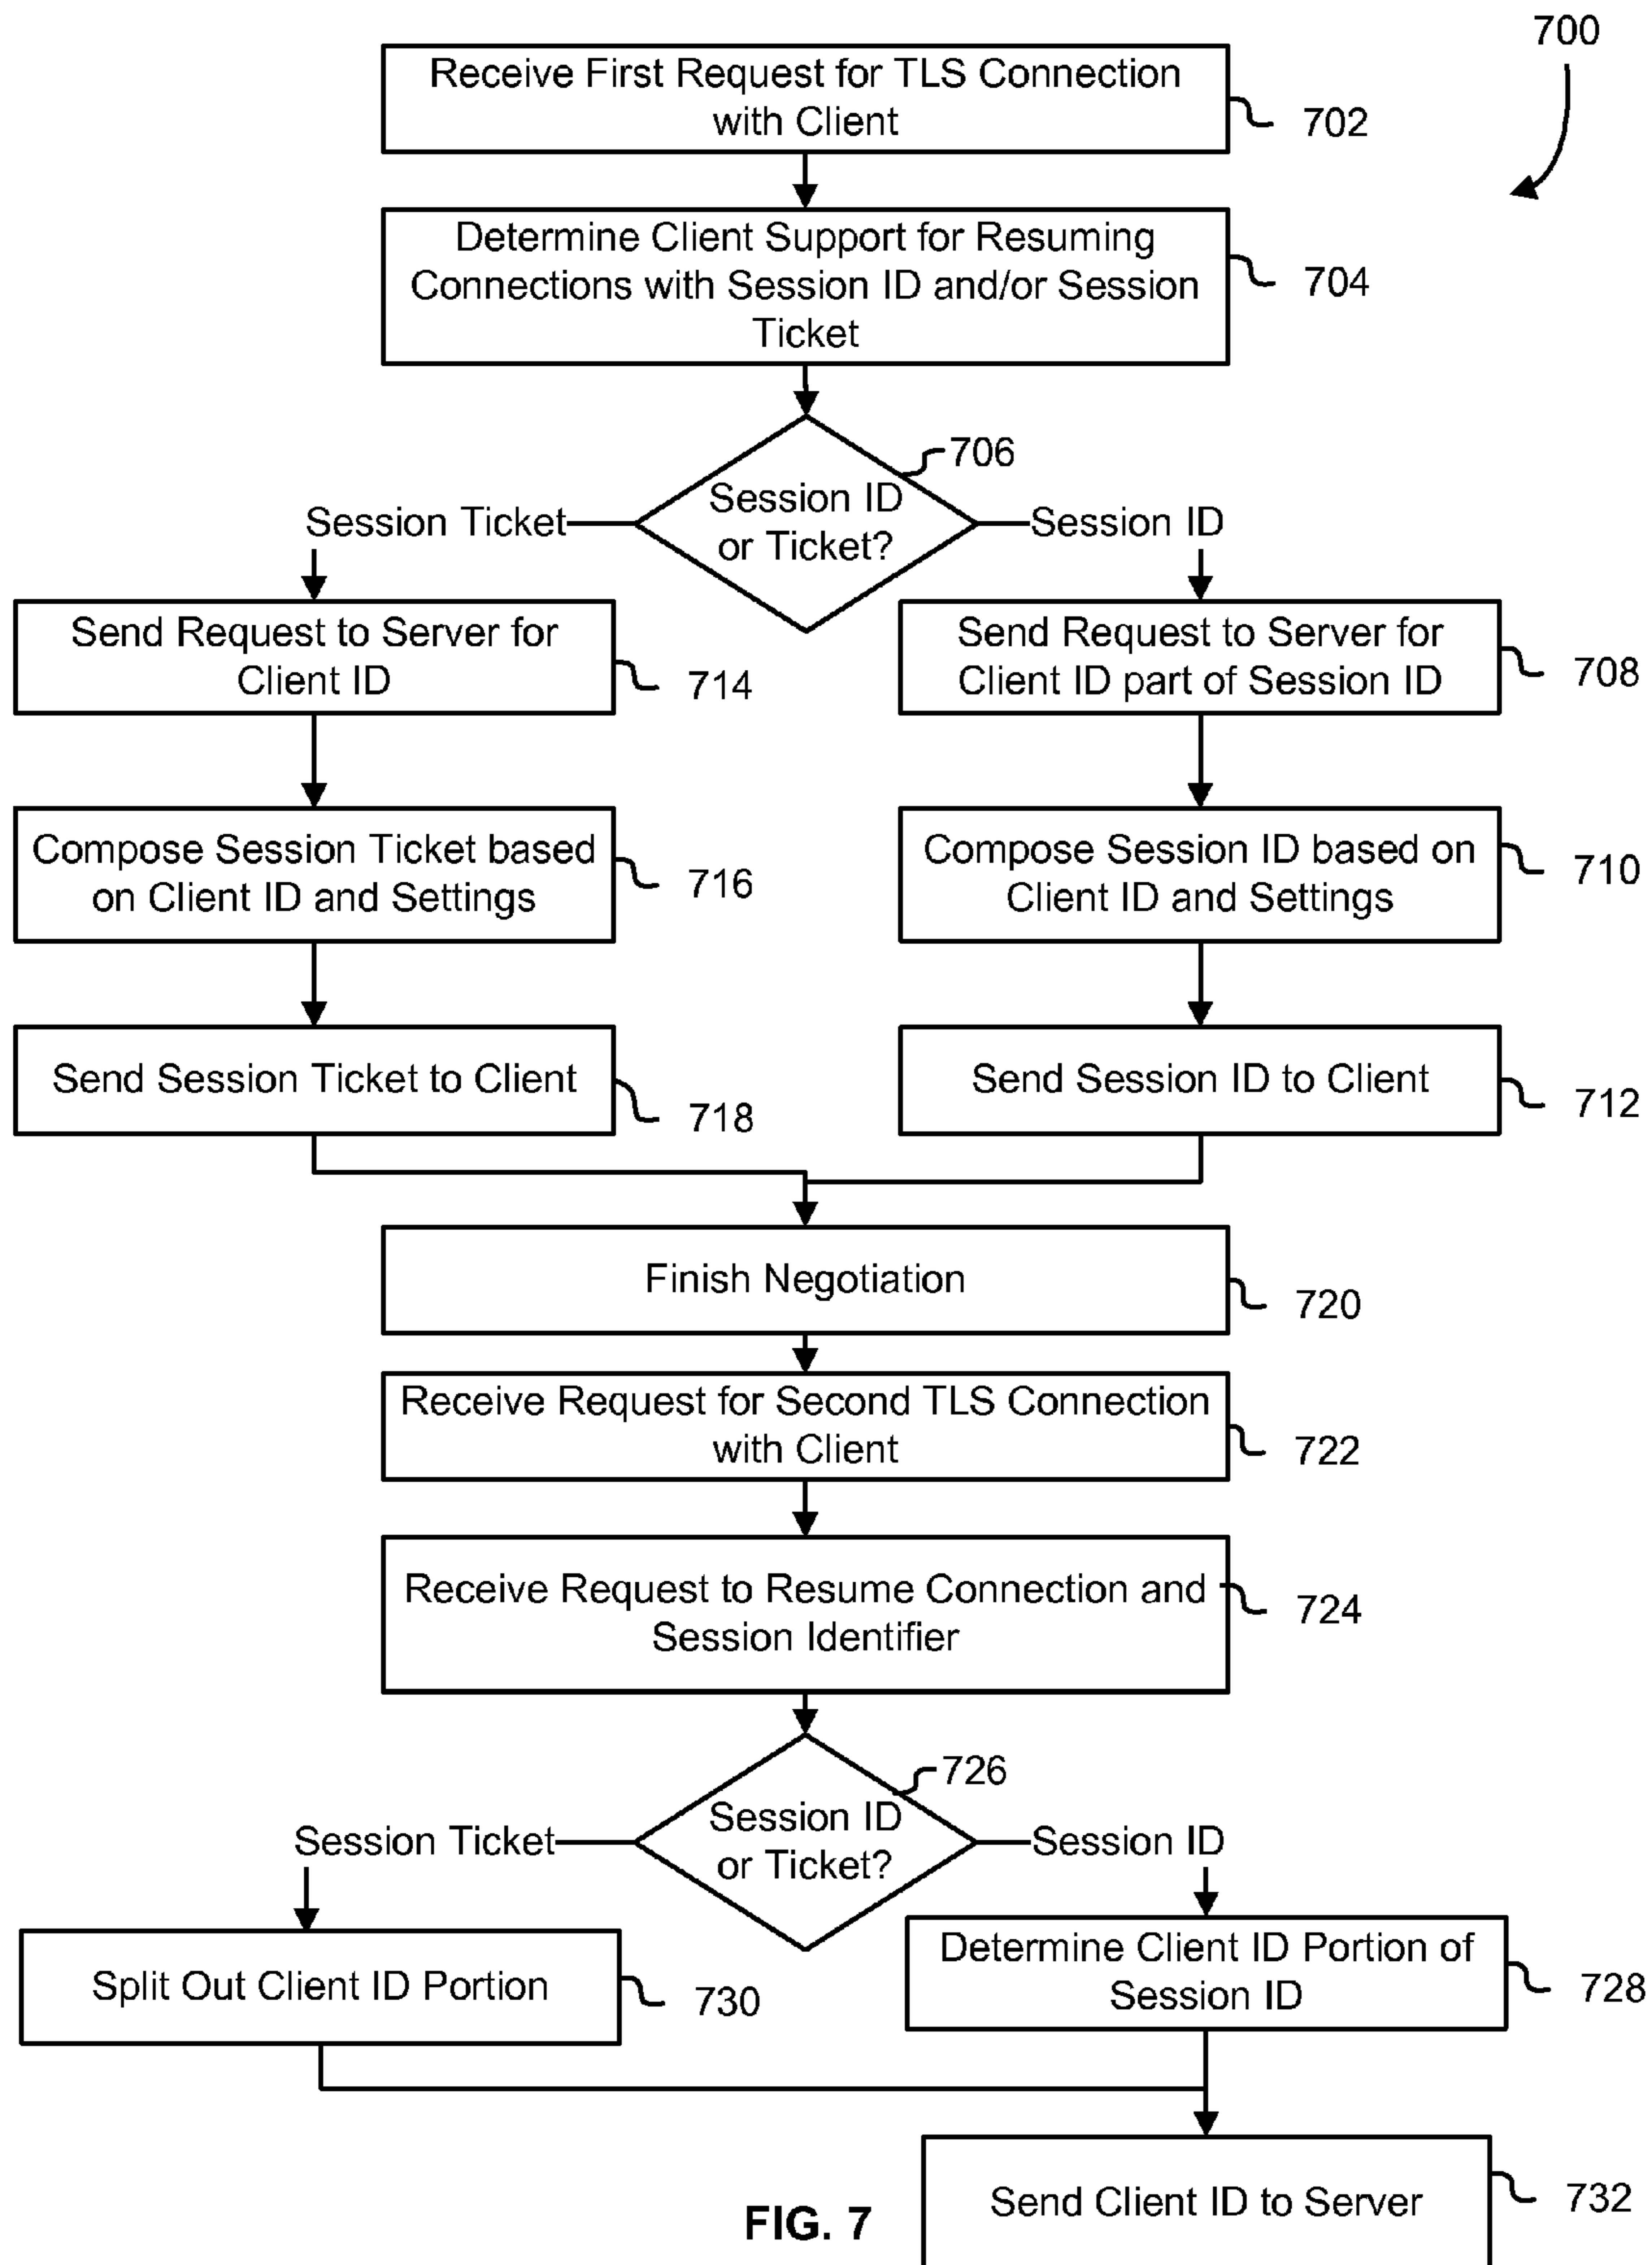 700
Receive First Request for TLS Connection
with Client
702
Determine Client Support for Resuming
Connections with Session ID and/or Session
Ticket
704
706
Session ID
or Ticket?
Session Ticket
Session ID
Send Request to Server for
Client ID
714
Send Request to Server for
Client ID part of Session ID
708
Compose Session Ticket based
on Client ID and Settings
716
Compose Session ID based on
Client ID and Settings
710
Send Session Ticket to Client
718
Send Session ID to Client
712
Finish Negotiation
720
Receive Request for Second TLS Connection
with Client
722
Receive Request to Resume Connection and
Session Identifier
724
726
Session ID
or Ticket?
Session Ticket
Session ID
Split Out Client ID Portion
730
Determine Client ID Portion of
Session ID
728
Send Client ID to Server
732
FIG. 7